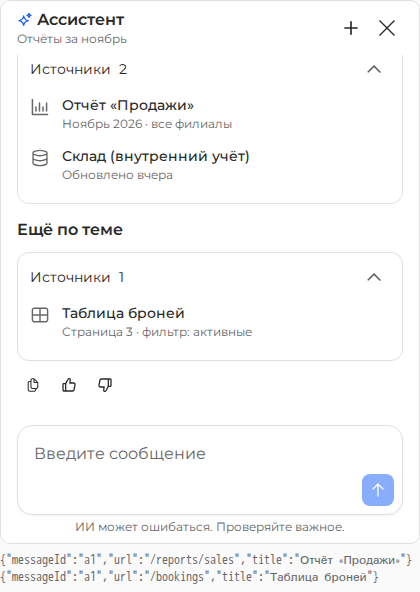 Ассистент
Отчёты за ноябрь
Источники 2
Отчёт «Продажи»
Ноябрь 2026 · все филиалы
Склад (внутренний учёт)
Обновлено вчера
Ещё по теме
Источники 1
Таблица броней
Страница 3 · фильтр: активные
Введите сообщение
ИИ может ошибаться. Проверяйте важное.
{"messageId":"a1","url":"/reports/sales","title":"Отчёт «Продажи»"}
{"messageId":"a1","url":"/bookings","title":"Таблица броней"}